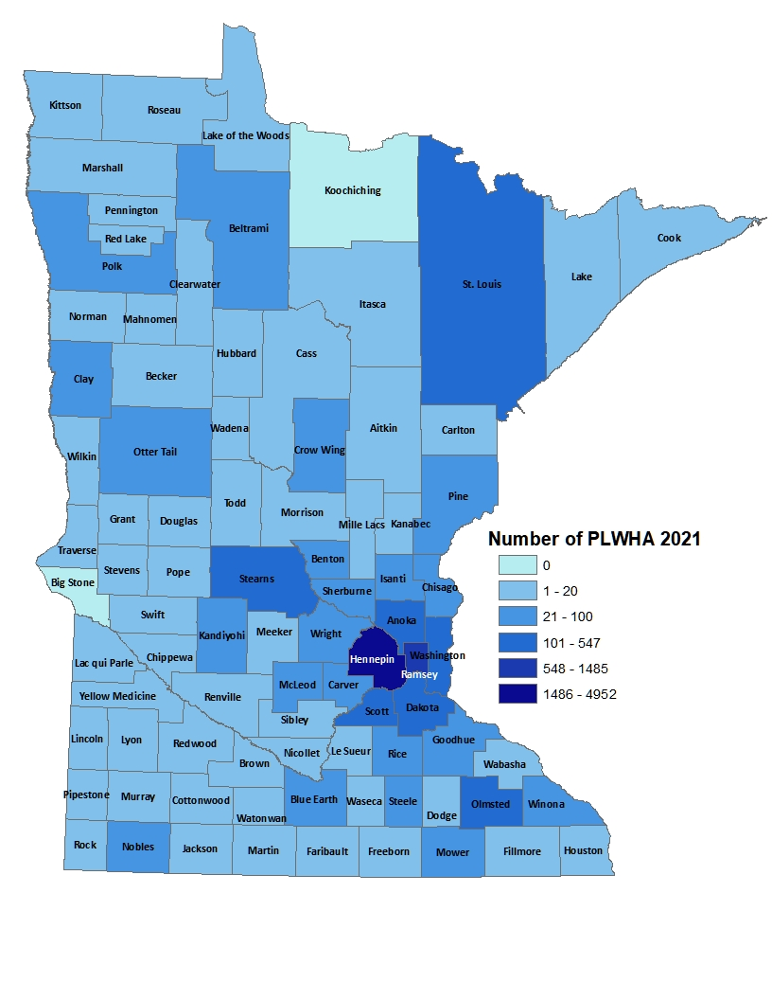 Kittson
Roseau
Lake of the Woods
Marshall
Koochiching
Pennington
Beltrami
Red Lake
Cook
Polk
Lake
Clearwater
St. Louis
Itasca
Norman
Mahnomen
Hubbard
Cass
Becker
Clay
Wadena
Aitkin
Carlton
Otter Tail
Crow Wing
Wilkin
Pine
Todd
Morrison
Grant
Douglas
Mille Lacs
Kanabec
Number of PLWHA 2021
Traverse
Benton
0
Stevens
Pope
Stearns
Isanti
Big Stone
Sherburne
Chisago
1 - 20
Swift
Anoka
21 - 100
Meeker
Wright
Kandiyohi
101 - 547
Chippewa
Hennepin
Washington
Lac qui Parle
548 - 1485
Ramsey
McLeod
Carver
Yellow Medicine
Renville
1486 - 4952
Scott
Dakota
Sibley
Lincoln
Lyon
Redwood
Goodhue
Nicollet
Le Sueur
Rice
Brown
Wabasha
Pipestone
Murray
Cottonwood
Blue Earth
Waseca
Steele
Olmsted
Winona
Watonwan
Dodge
Rock
Nobles
Jackson
Martin
Faribault
Freeborn
Mower
Fillmore
Houston